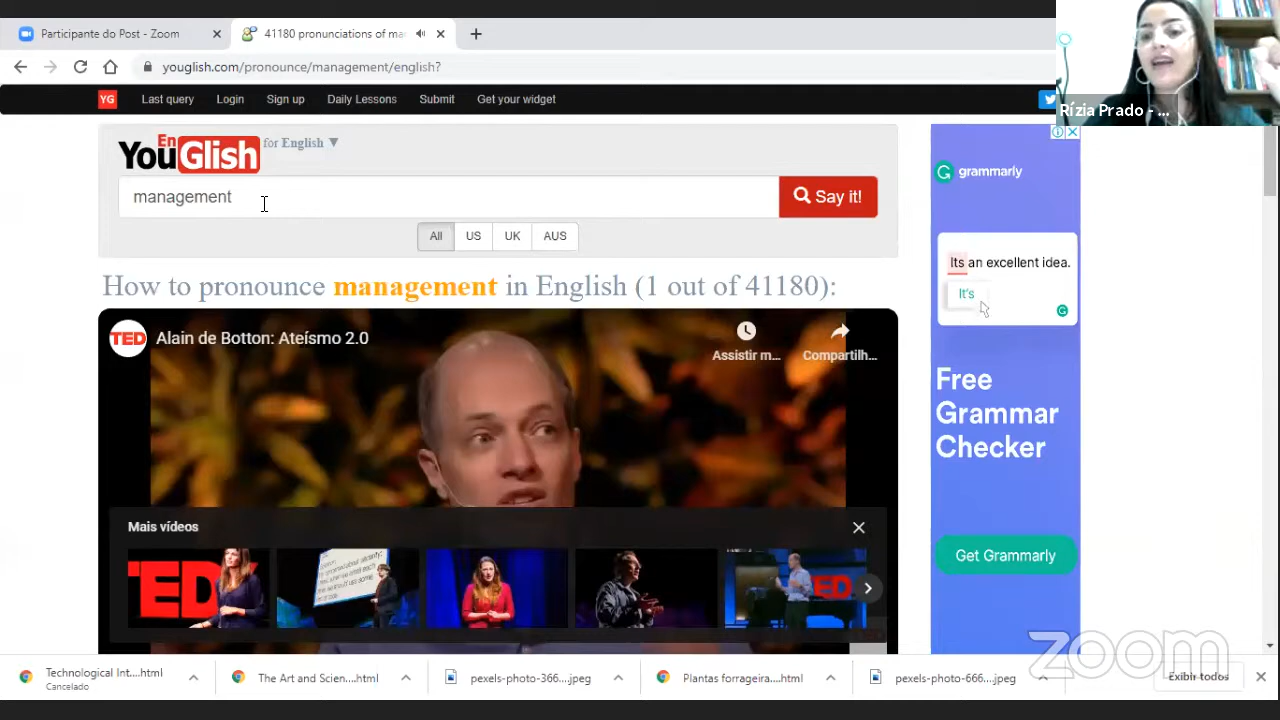 Participante do Post - Zoom
41180 pronunciations of ma
youglish.com/pronounce/management/english?
YG
Last query
Login
Sign up
Daily Lessons
Submit
Get your widget
Rízia Prado - ...
YouGlish
En
for English ▼
management
Say it!
All
US
UK
AUS
How to pronounce management in English (1 out of 41180):
TED
Alain de Botton: Ateísmo 2.0
Assistir m...
Compartilh...
Mais vídeos
TED
TED
grammarly
Its an excellent idea.
It's
Free
Grammar
Checker
Get Grammarly
zoom
Technological Int....html
Cancelado
The Art and Scien....html
pexels-photo-366....jpeg
Plantas forrageira....html
pexels-photo-666....jpeg
Exibir todos